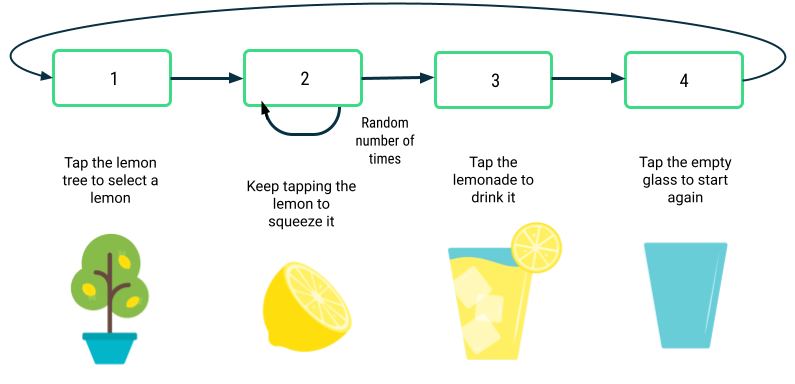 1
2
3
4
Random
number of
times
Tap the lemon
tree to select a
lemon
Keep tapping the
lemon to
squeeze it
Tap the
lemonade to
drink it
Tap the empty
glass to start
again